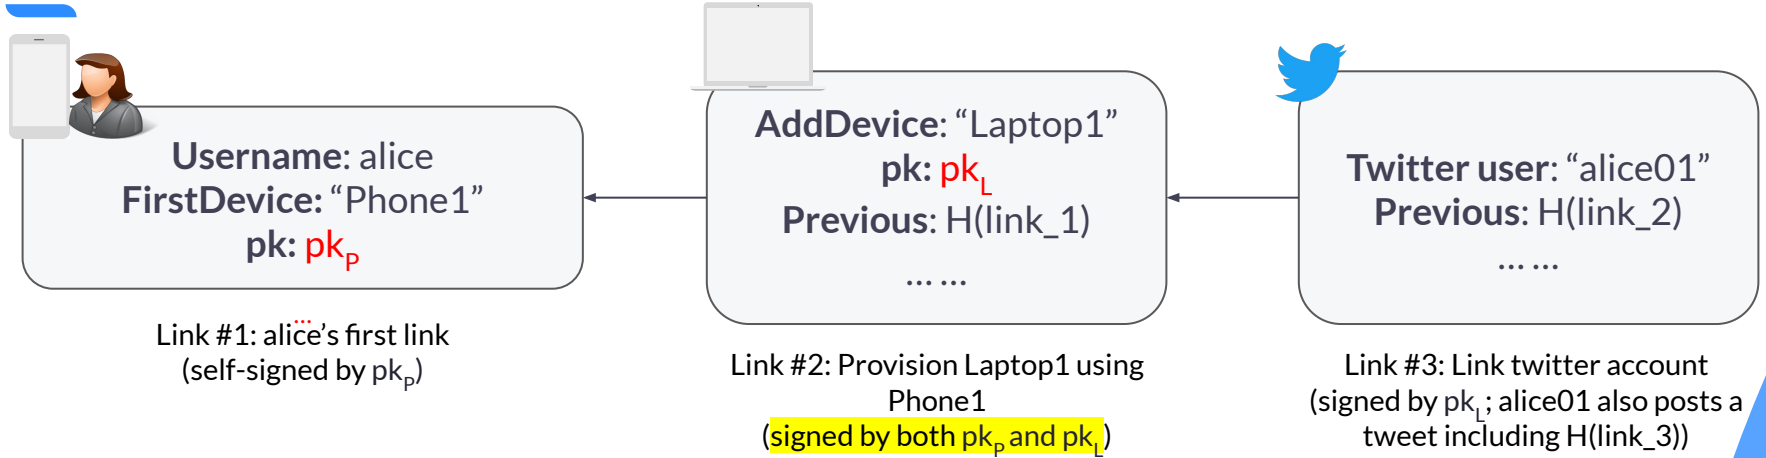 Username: alice
FirstDevice: “Phone1”
pk: pkP
...
Link #1: alice’s first link
(self-signed by pkP)
AddDevice: “Laptop1”
pk: pkL
Previous: H(link_1)
... ...
Link #2: Provision Laptop1 using
Phone1
(signed by both pkP and pkL)
Twitter user: “alice01”
Previous: H(link_2)
... ...
Link #3: Link twitter account
(signed by pkL; alice01 also posts a
tweet including H(link_3))